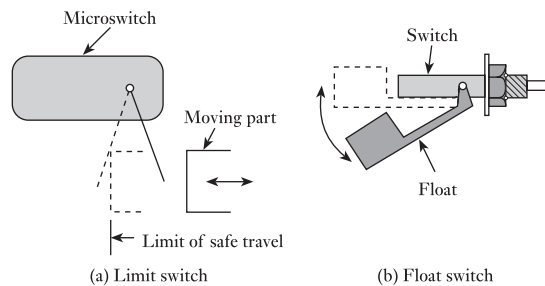 Microswitch
Moving part
Limit of safe travel
(a) Limit switch
Switch
Float
(b) Float switch